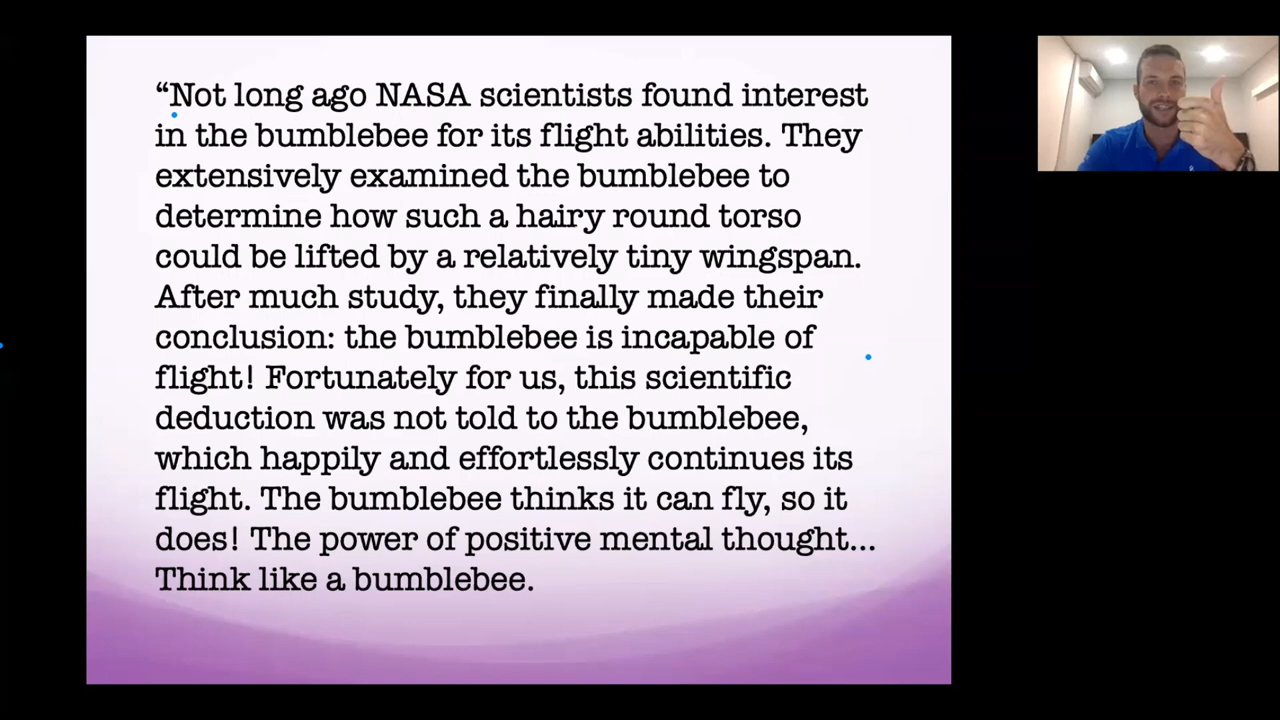 “Not long ago NASA scientists found interest
in the bumblebee for its flight abilities. They
extensively examined the bumblebee to
determine how such a hairy round torso
could be lifted by a relatively tiny wingspan.
After much study, they finally made their
conclusion: the bumblebee is incapable of
flight! Fortunately for us, this scientific
deduction was not told to the bumblebee,
which happily and effortlessly continues its
flight. The bumblebee thinks it can fly, so it
does! The power of positive mental thought...
Think like a bumblebee.